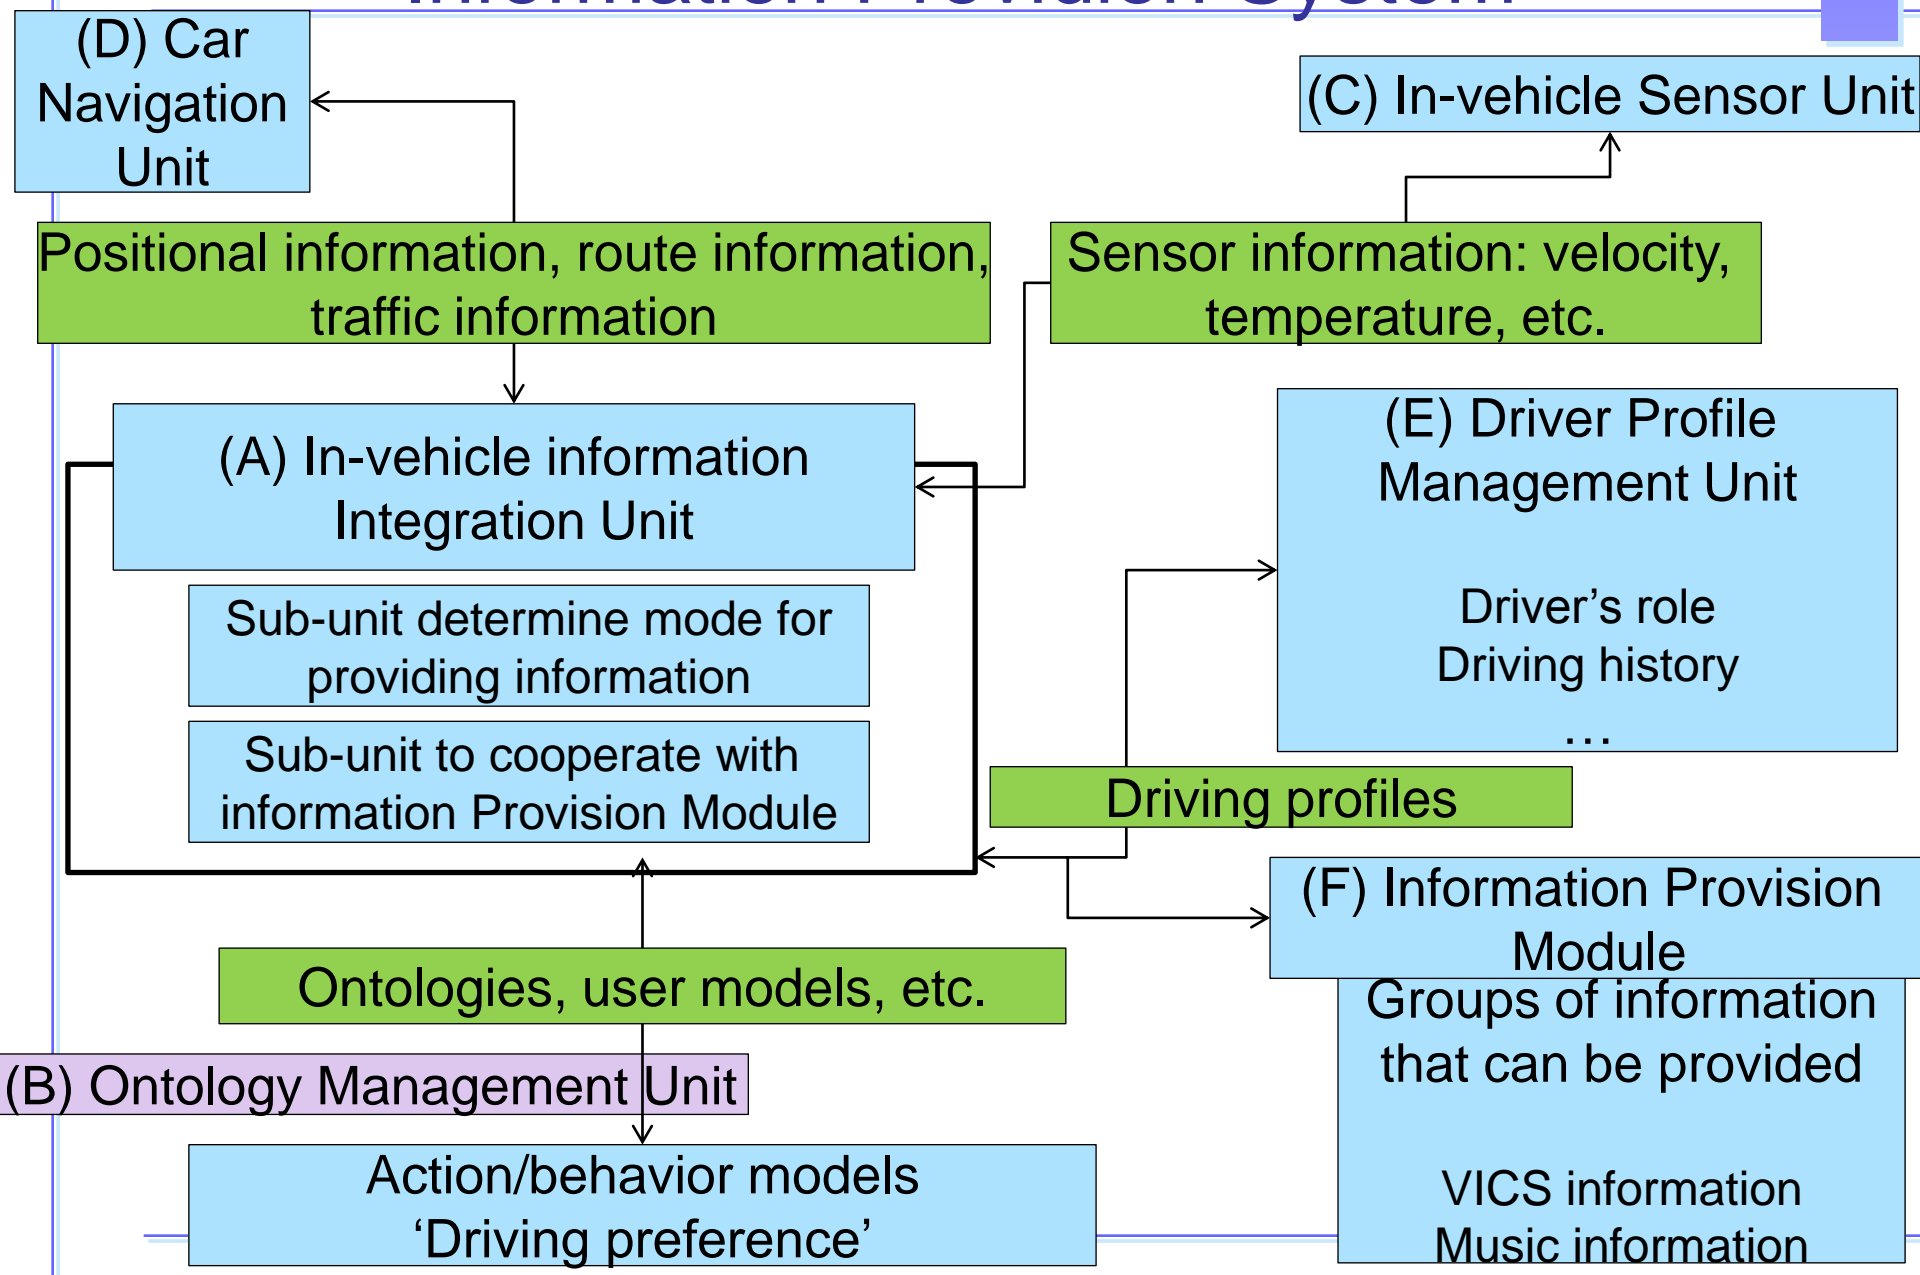 Information Provision System
(D) Car
Navigation
Unit
(C) In-vehicle Sensor Unit
Positional information, route information,
traffic information
Sensor information: velocity,
temperature, etc.
(A) In-vehicle information
Integration Unit
(E) Driver Profile
Management Unit
Driver’s role
Driving history
…
Sub-unit determine mode for
providing information
Sub-unit to cooperate with
information Provision Module
Driving profiles
(F) Information Provision
Module
Groups of information
that can be provided
VICS information
Music information
Ontologies, user models, etc.
(B) Ontology Management Unit
Action/behavior models
‘Driving preference’